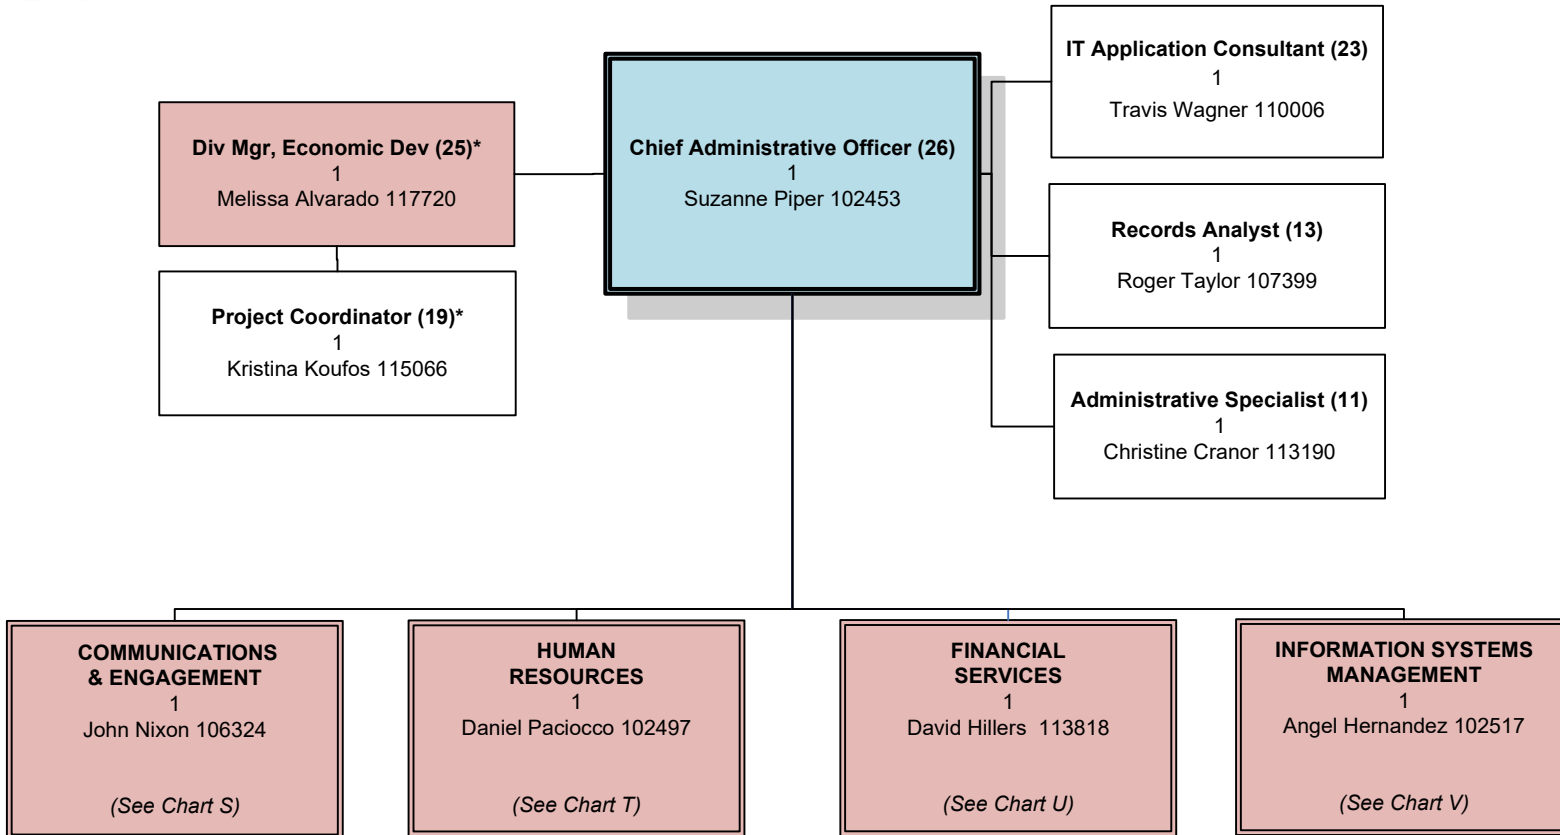 IT Application Consultant (23)
1
Travis Wagner 110006
Div Mgr, Economic Dev (25)*
1
Melissa Alvarado 117720
Chief Administrative Officer (26)
1
Suzanne Piper 102453
Records Analyst (13)
1
Roger Taylor 107399
Project Coordinator (19)*
1
Kristina Koufos 115066
Administrative Specialist (11)
1
Christine Cranor 113190
COMMUNICATIONS
& ENGAGEMENT
1
John Nixon 106324
(See Chart S)
HUMAN
RESOURCES
1
Daniel Paciocco 102497
(See Chart T)
FINANCIAL
SERVICES
1
David Hillers  113818
(See Chart U)
INFORMATION SYSTEMS
MANAGEMENT
1
Angel Hernandez 102517
(See Chart V)